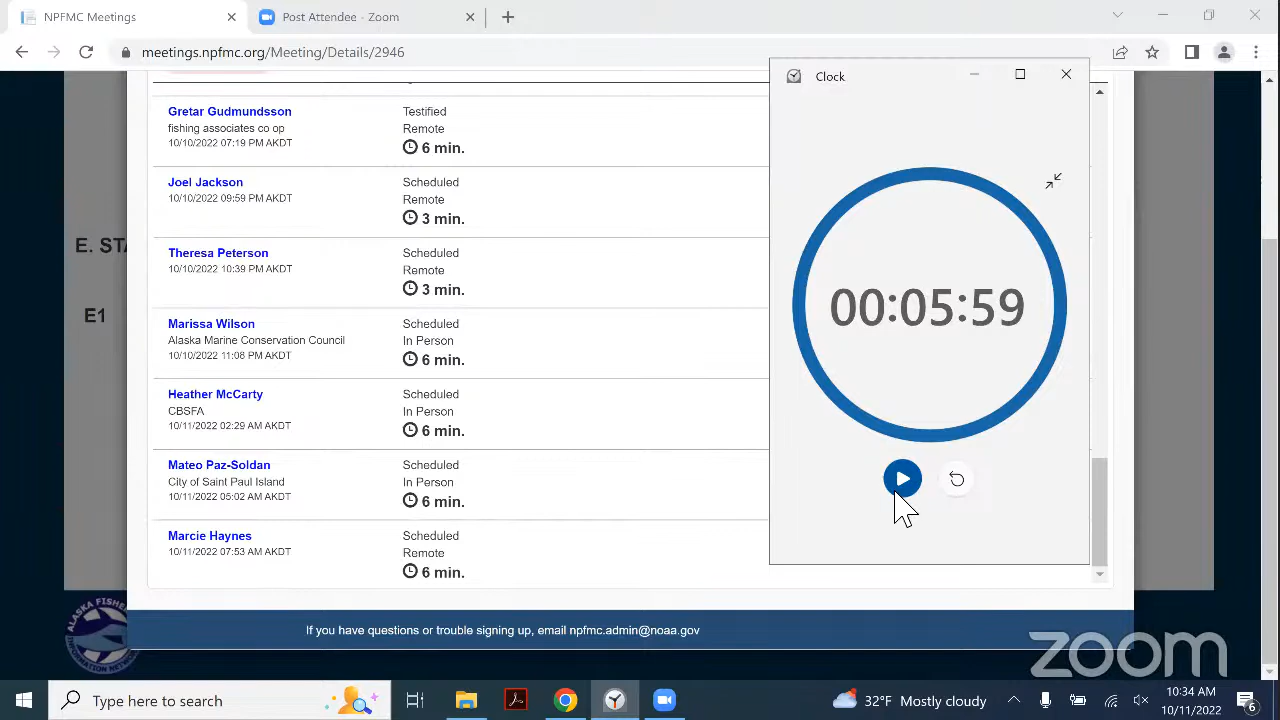 NPFMC Meetings
Post Attendee - Zoom
meetings.npfmc.org/Meeting/Details/2946
Clock
Gretar Gudmundsson
fishing associates co op
10/10/2022 07:19 PM AKDT
Testified
Remote
6 min.
Joel Jackson
10/10/2022 09:59 PM AKDT
Scheduled
Remote
3 min.
Theresa Peterson
10/10/2022 10:39 PM AKDT
Scheduled
Remote
3 min.
Marissa Wilson
Alaska Marine Conservation Council
10/10/2022 11:08 PM AKDT
Scheduled
In Person
6 min.
Heather McCarty
CBSFA
10/11/2022 02:29 AM AKDT
Scheduled
In Person
6 min.
Mateo Paz-Soldan
City of Saint Paul Island
10/11/2022 05:02 AM AKDT
Scheduled
In Person
6 min.
Marcie Haynes
10/11/2022 07:53 AM AKDT
Scheduled
Remote
6 min.
00:05:59
E. STA
E1
If you have questions or trouble signing up, email npfmc.admin@noaa.gov
ALASKA FISHE
INFORMATION NETWORK
zoom
Type here to search
32°F Mostly cloudy
10:34 AM
10/11/2022
6